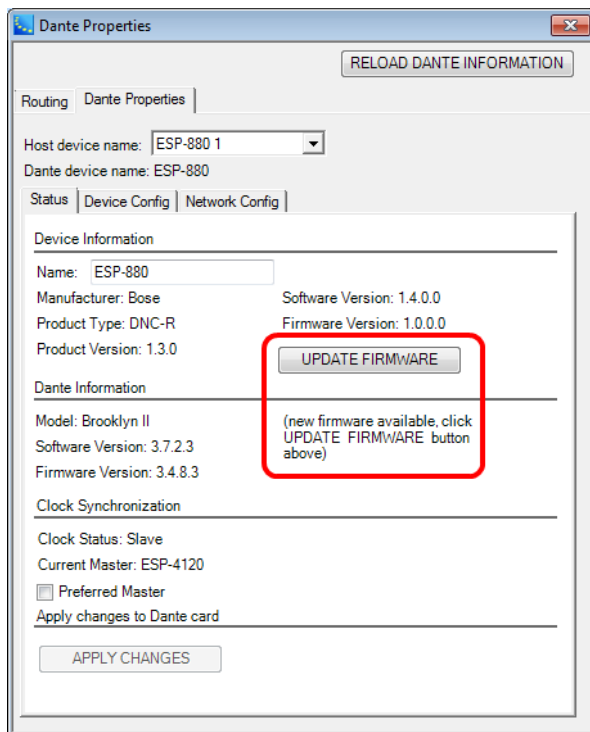 Dante Properties
RELOAD DANTE INFORMATION
Routing
Dante Properties
Host device name: ESP-880 1
Dante device name: ESP-880
Status
Device Config
Network Config
Device Information
Name: ESP-880
Manufacturer: Bose
Software Version: 1.4.0.0
Product Type: DNC-R
Firmware Version: 1.0.0.0
Product Version: 1.3.0
UPDATE FIRMWARE
Dante Information
Model: Brooklyn II
(new firmware available, click
UPDATE FIRMWARE button
above)
Software Version: 3.7.2.3
Firmware Version: 3.4.8.3
Clock Synchronization
Clock Status: Slave
Current Master: ESP-4120
Preferred Master
Apply changes to Dante card
APPLY CHANGES